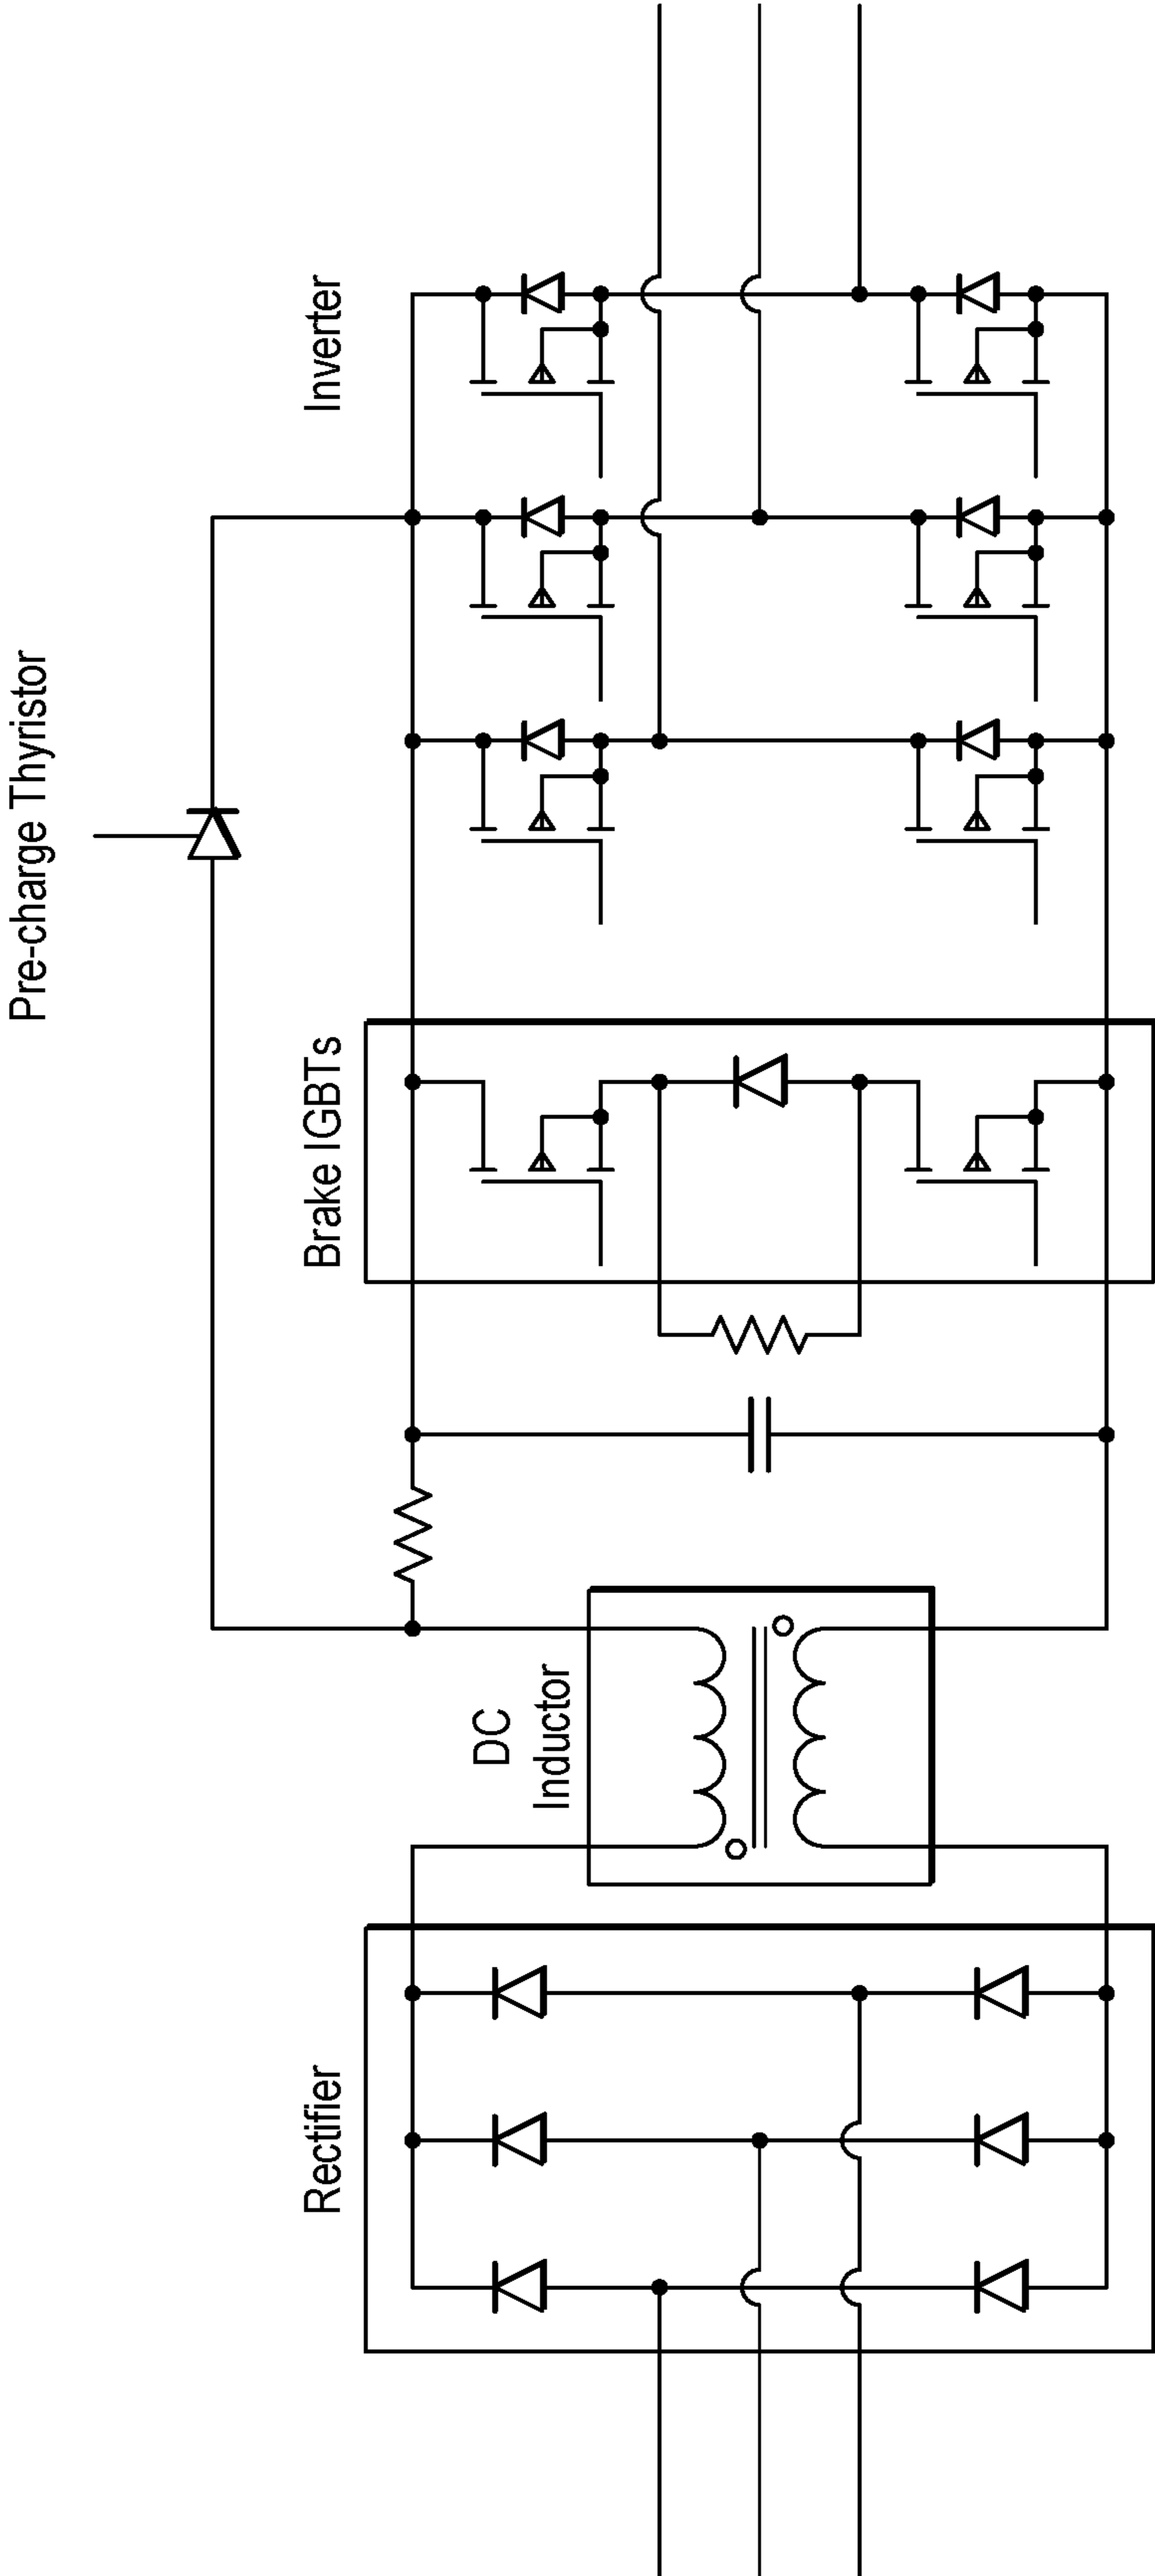 Pre-charge Thyristor
Rectifier
DC
Inductor
Brake IGBTs
Inverter